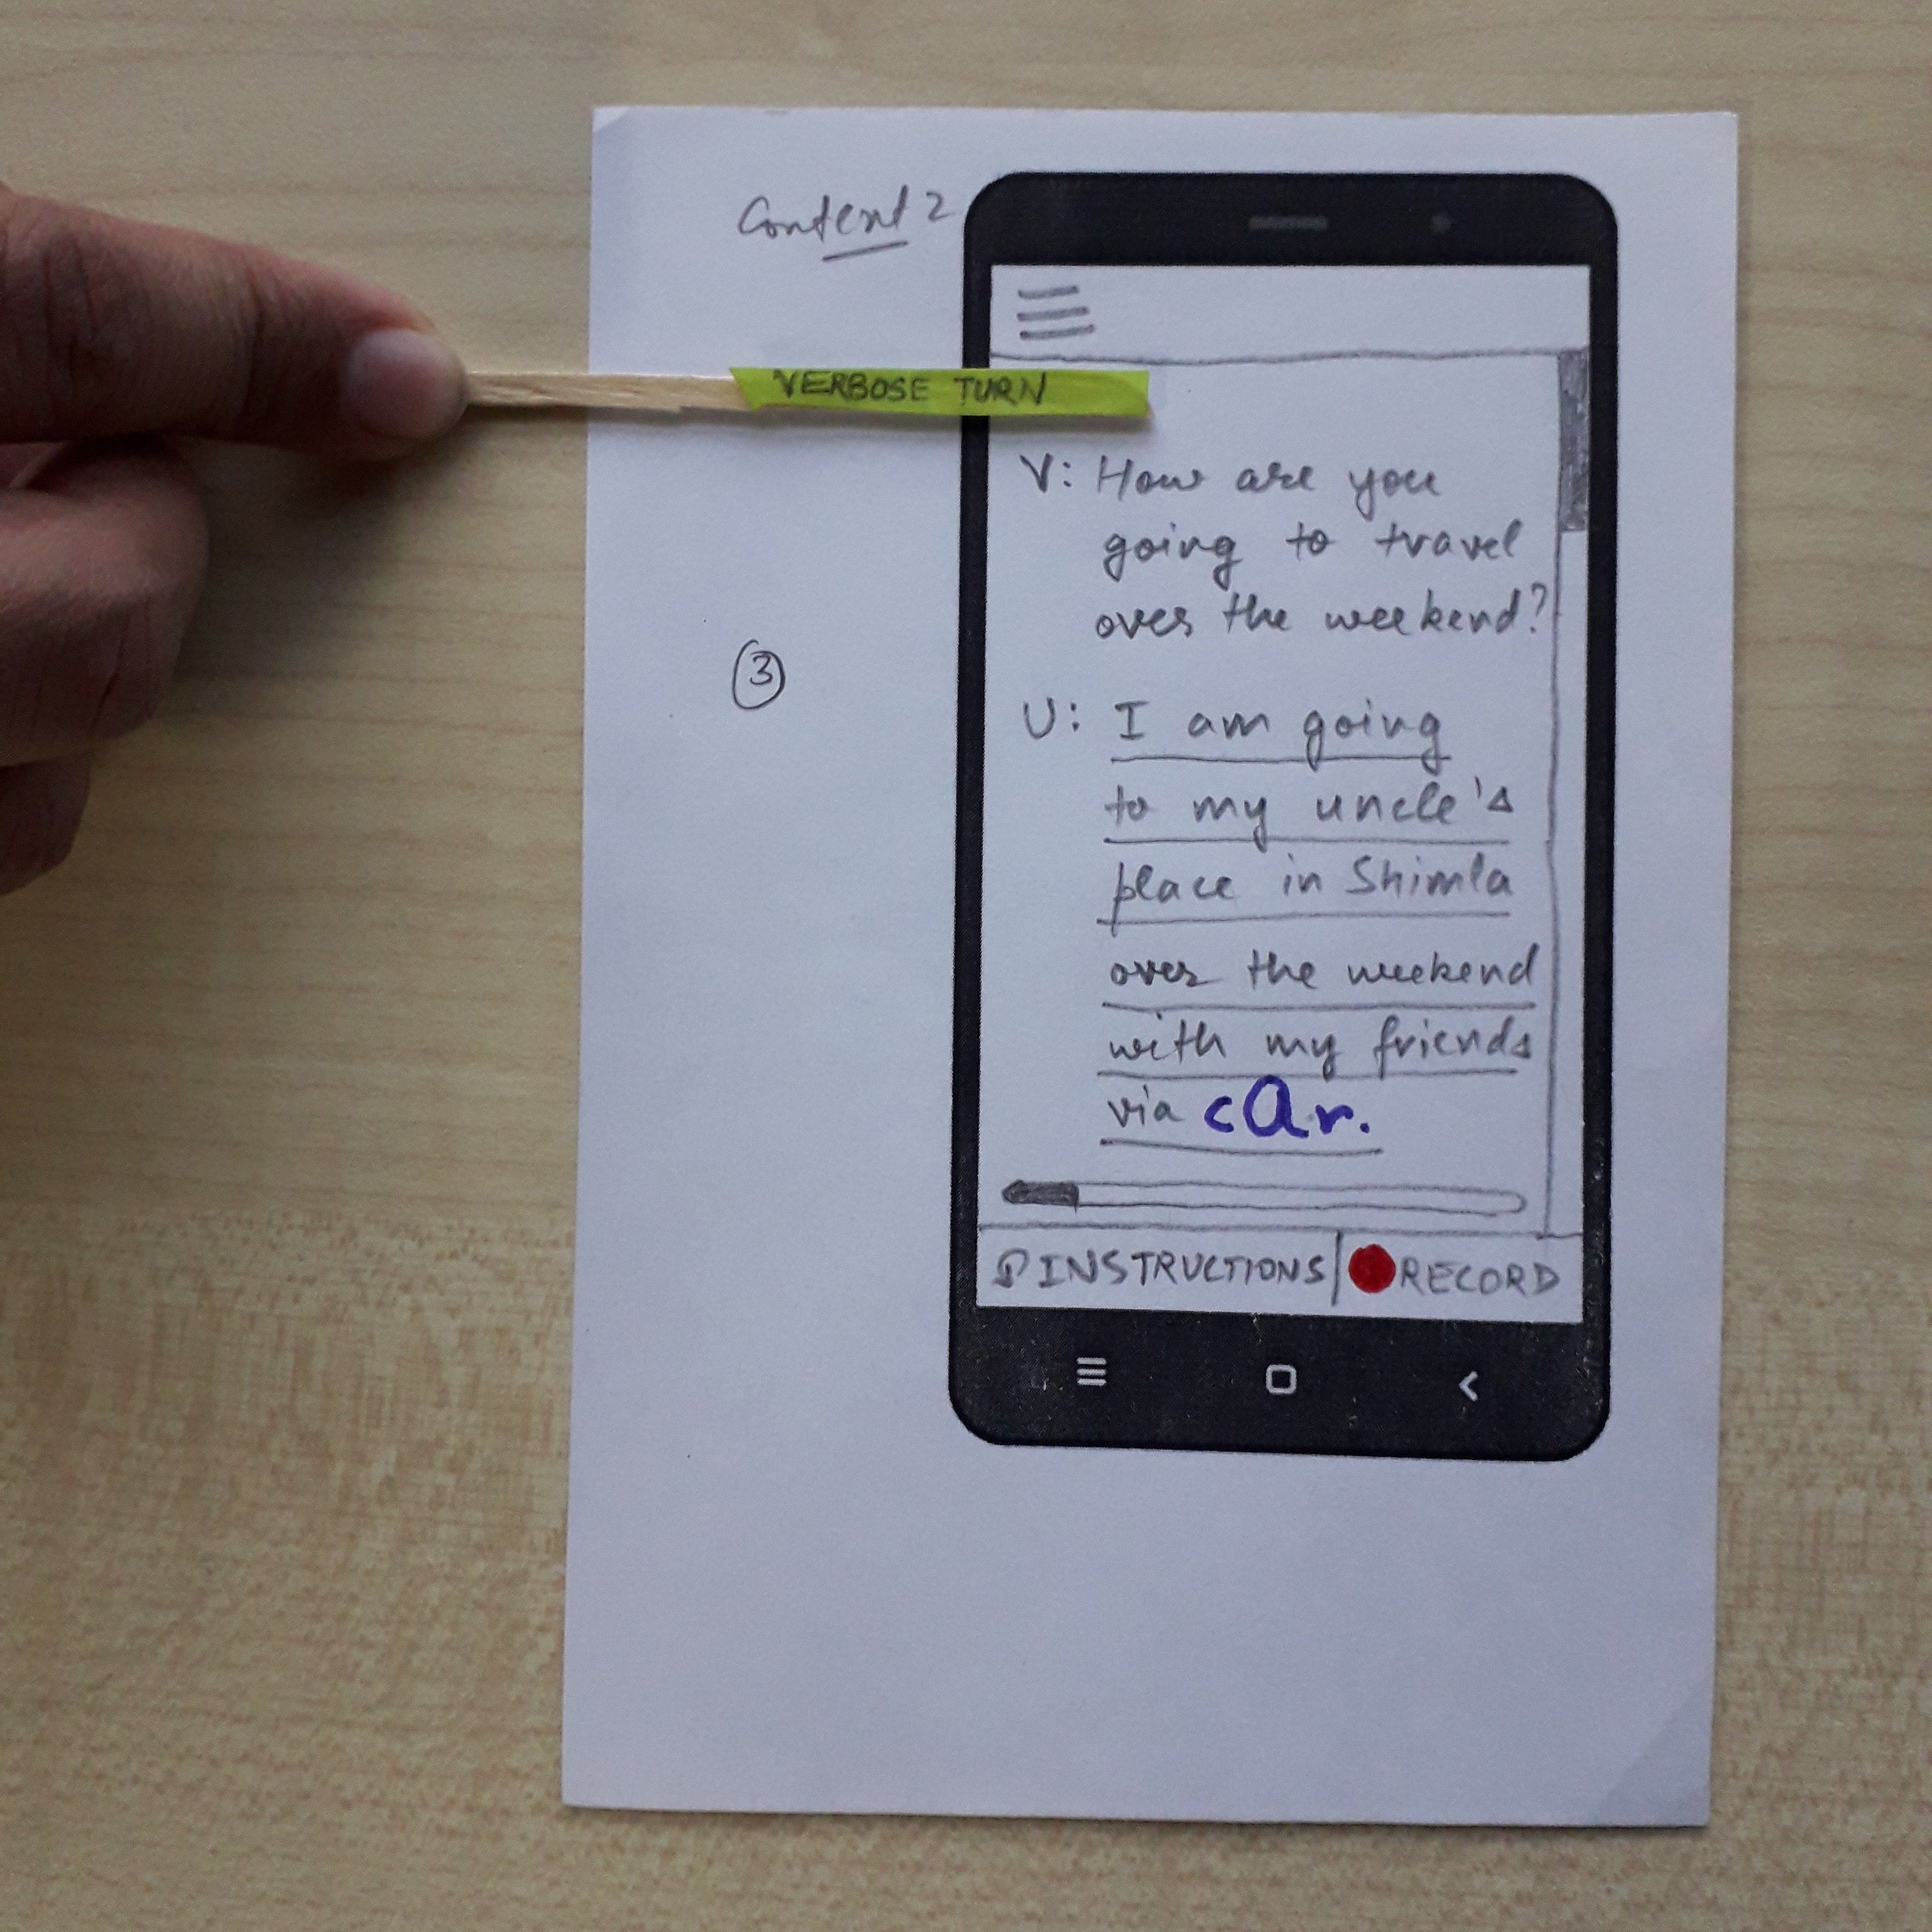 Context 2
VERBOSE TURN
V: How are you
going to travel
over the weekend?
3
U: I am going
to my uncle's
place in Shimla
over the weekend
with my friends
via cAr.
INSTRUCTIONS
RECORD